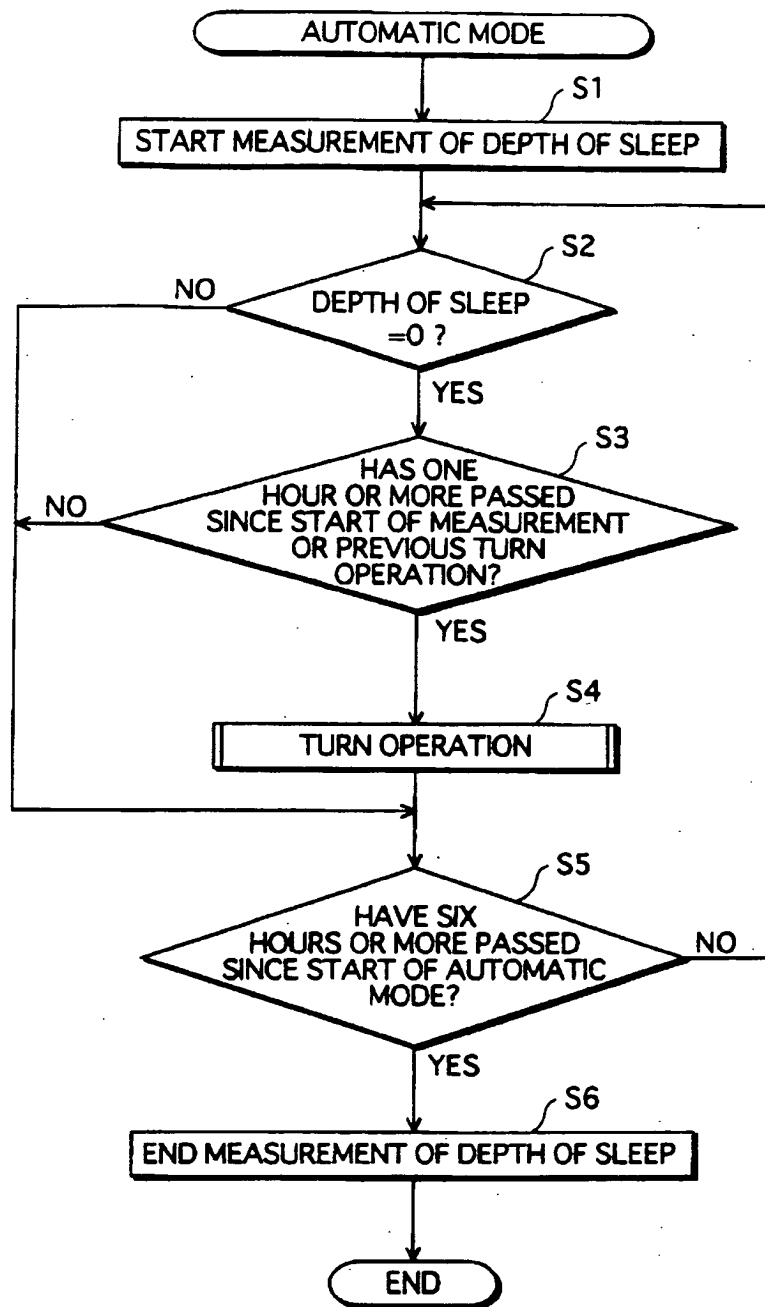 AUTOMATIC MODE
S1
START MEASUREMENT OF DEPTH OF SLEEP
S2
NO
DEPTH OF SLEEP
=0 ?
YES
S3
HAS ONE
HOUR OR MORE PASSED
SINCE START OF MEASUREMENT
OR PREVIOUS TURN
OPERATION?
NO
YES
S4
TURN OPERATION
S5
HAVE SIX
HOURS OR MORE PASSED
SINCE START OF AUTOMATIC
MODE?
NO
YES
S6
END MEASUREMENT OF DEPTH OF SLEEP
END